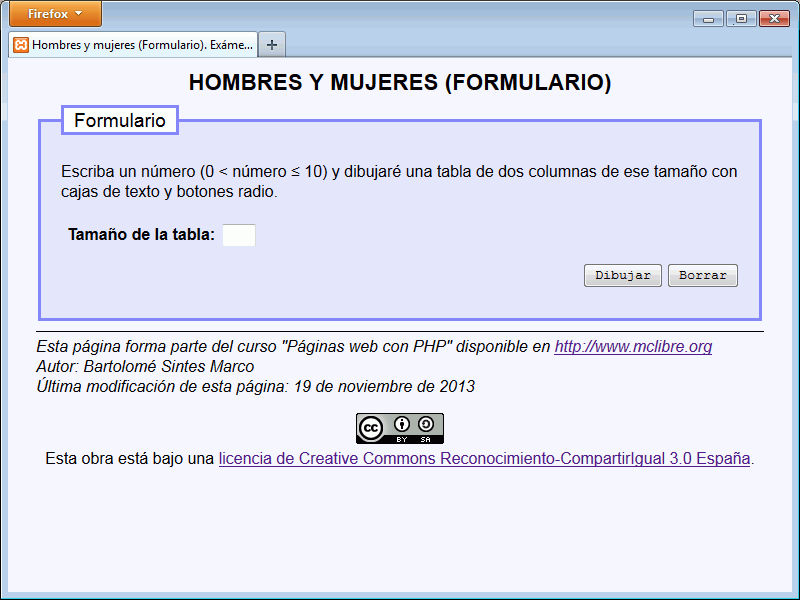 Firefox
Hombres y mujeres (Formulario). Exáme...
HOMBRES Y MUJERES (FORMULARIO)
Formulario
Escriba un número (0 < número ≤ 10) y dibujaré una tabla de dos columnas de ese tamaño con
cajas de texto y botones radio.
Tamaño de la tabla:
Dibujar Borrar
Esta página forma parte del curso "Páginas web con PHP" disponible en http://www.mclibre.org
Autor: Bartolomé Sintes Marco
Última modificación de esta página: 19 de noviembre de 2013
cc BY SA
Esta obra está bajo una licencia de Creative Commons Reconocimiento-CompartirIgual 3.0 España.